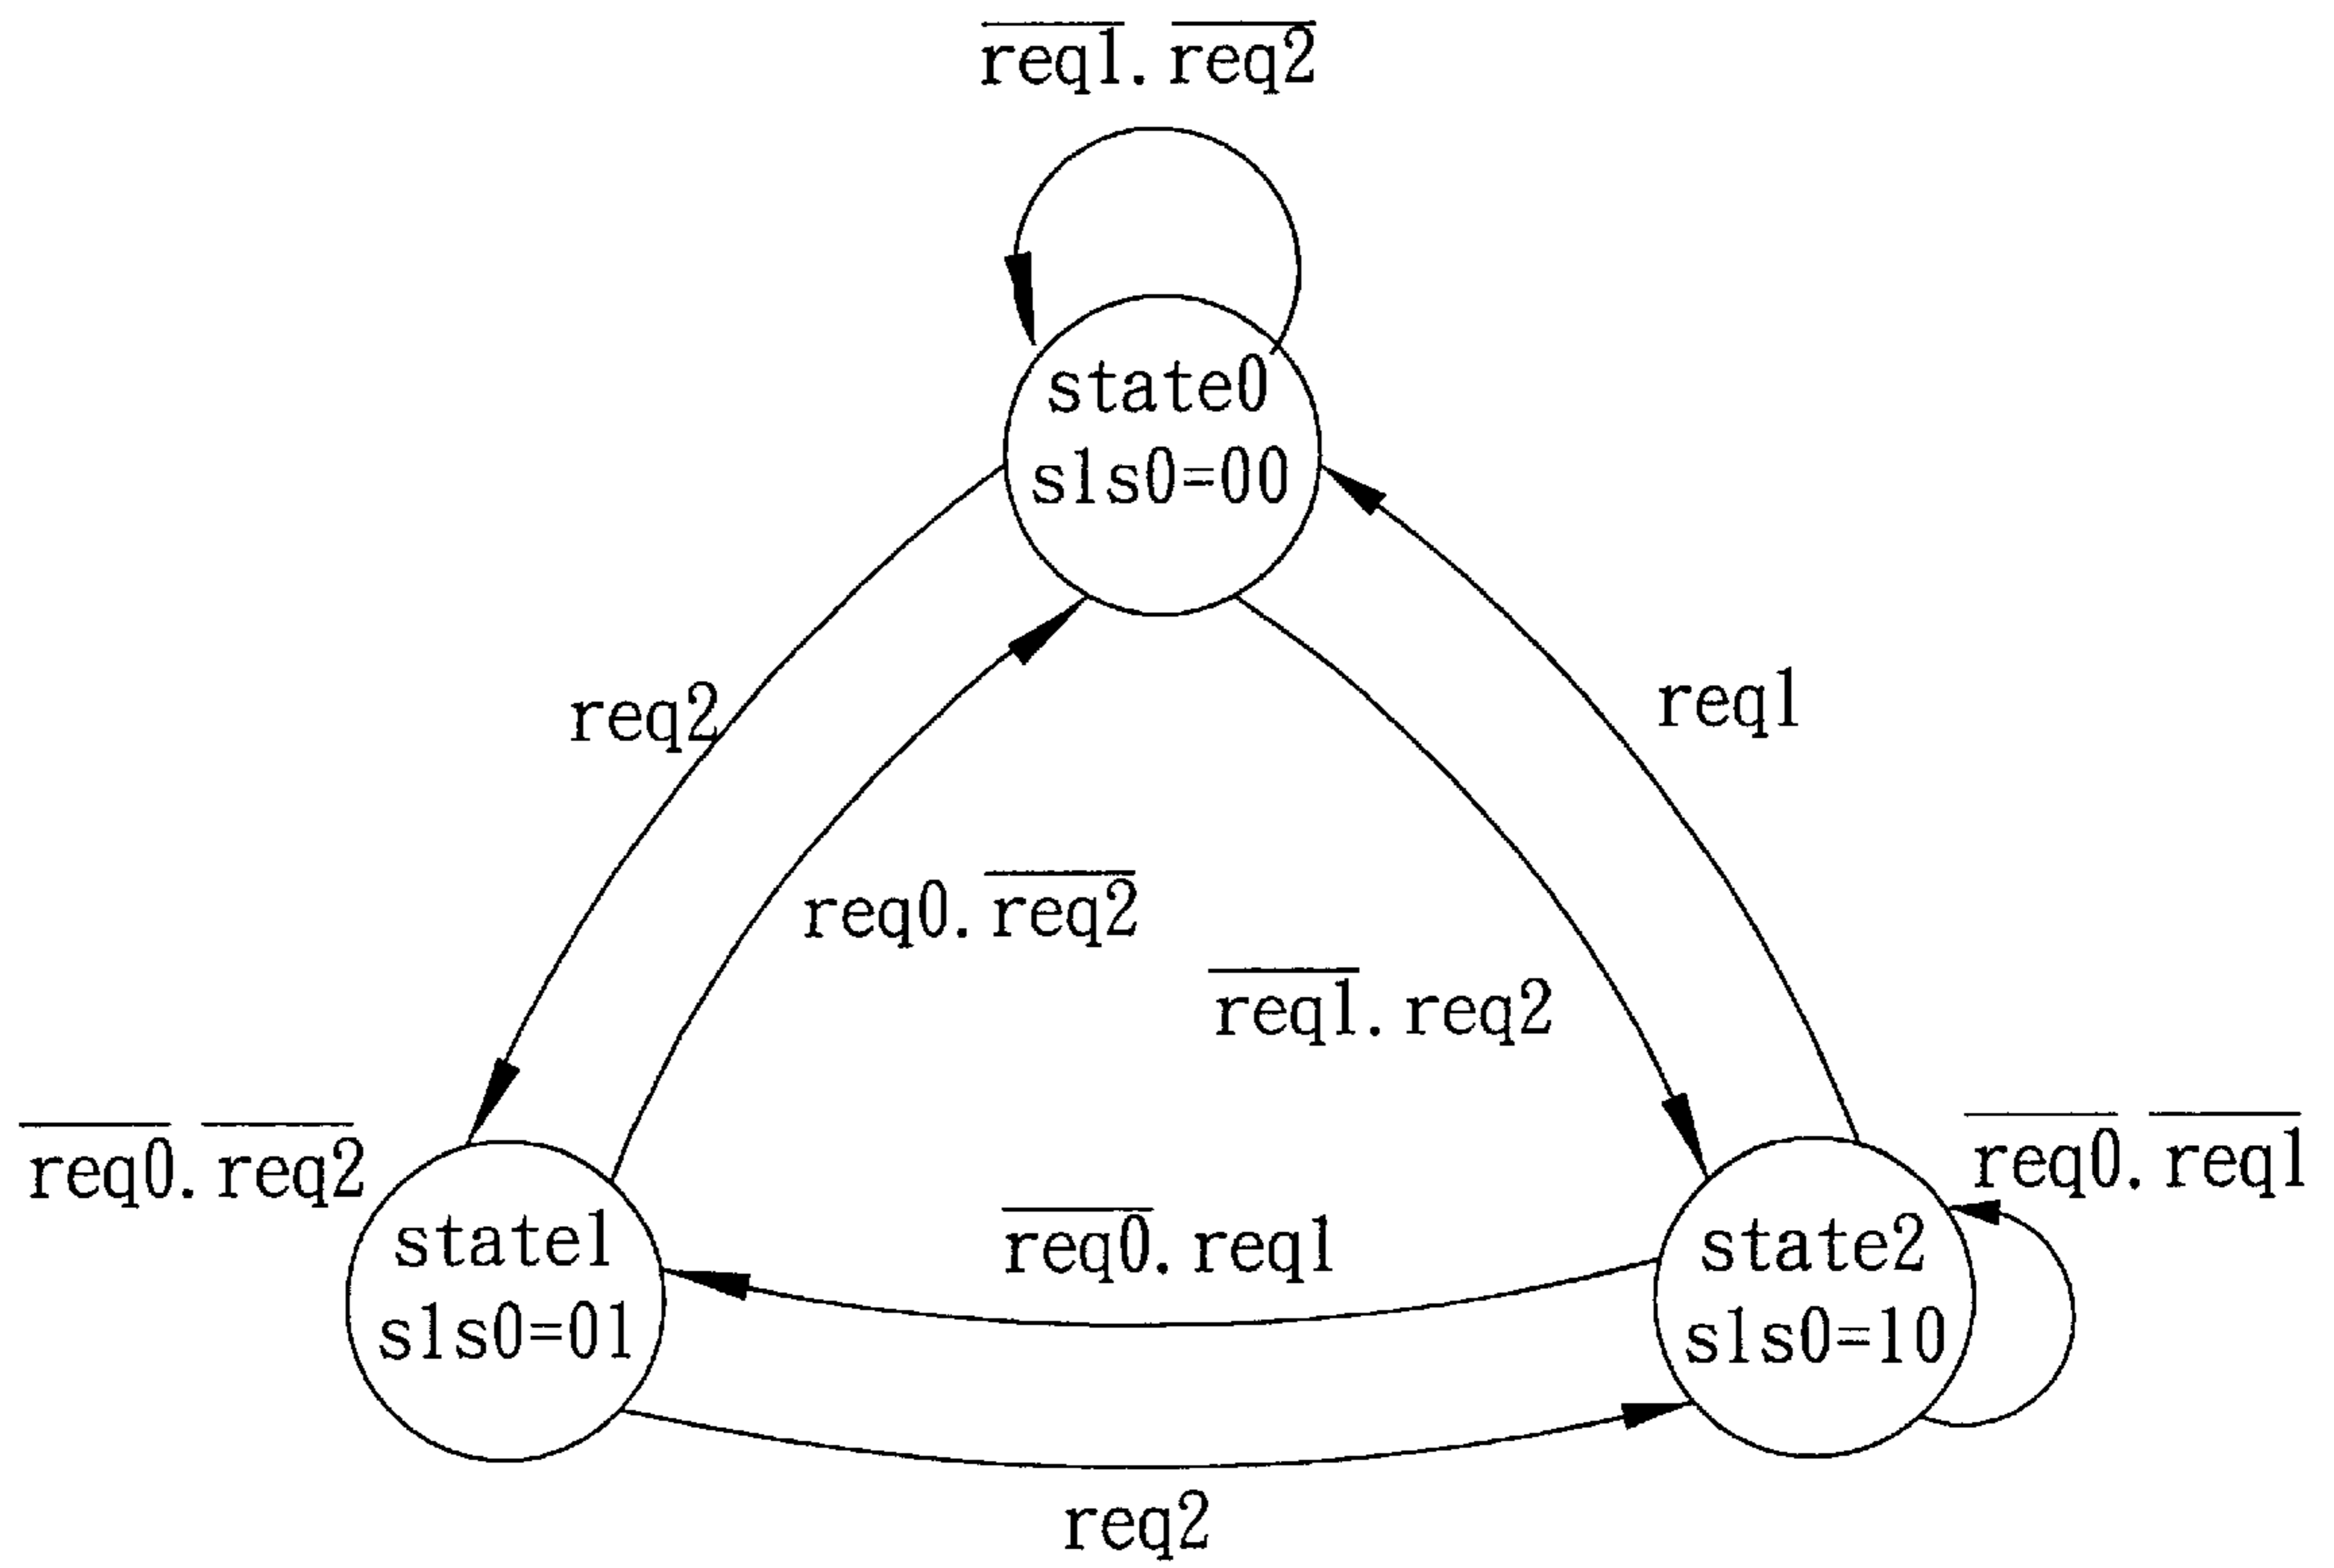 req1.req2
state0
s1s0=00
req2
req1
req0.req2
req1.req2
req0.req2
req0.req1
req0.req1
state1
s1s0=01
state2
s1s0=10
req2